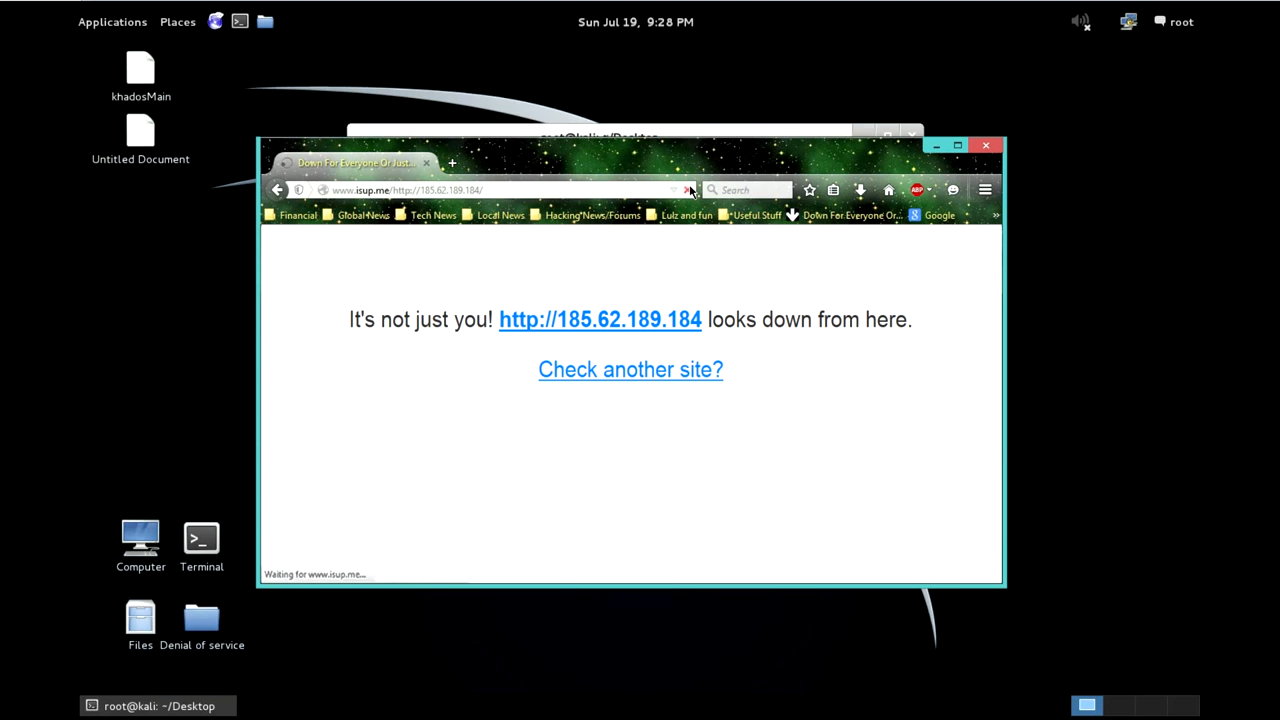 Applications Places Sun Jul 19, 9:28 PM root
khadosMain
Untitled Document
root@kali: ~/Desktop
Down For Everyone Or Just...
www.isup.me/http://185.62.189.184/ Search ABP
Financial Global News Tech News Local News Hacking News/Forums Lulz and fun Useful Stuff Down For Everyone Or... Google »
It's not just you! http://185.62.189.184 looks down from here.
Check another site?
Waiting for www.isup.me...
Computer Terminal
Files Denial of service
root@kali: ~/Desktop